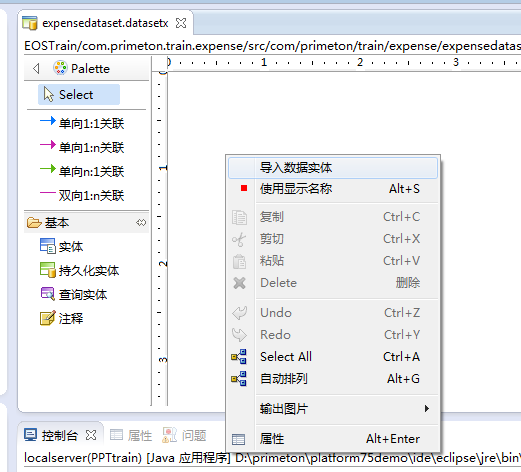 expensedataset.datasetx
EOSTrain/com.primeton.train.expense/src/com/primeton/train/expense/expensedatas
Palette
0 1 2 3
Select
单向1:1关联
单向1:n关联
单向n:1关联
双向1:n关联
基本
实体
持久化实体
查询实体
注释
0
1
2
3
导入数据实体
使用显示名称 Alt+S
复制 Ctrl+C
剪切 Ctrl+X
粘贴 Ctrl+V
Delete 删除
Undo Ctrl+Z
Redo Ctrl+Y
Select All Ctrl+A
自动排列 Alt+G
输出图片
属性 Alt+Enter
控制台 属性 问题
localserver(PPTtrain) [Java 应用程序] D:\primeton\platform75demo\ide\eclipse\jre\bin\